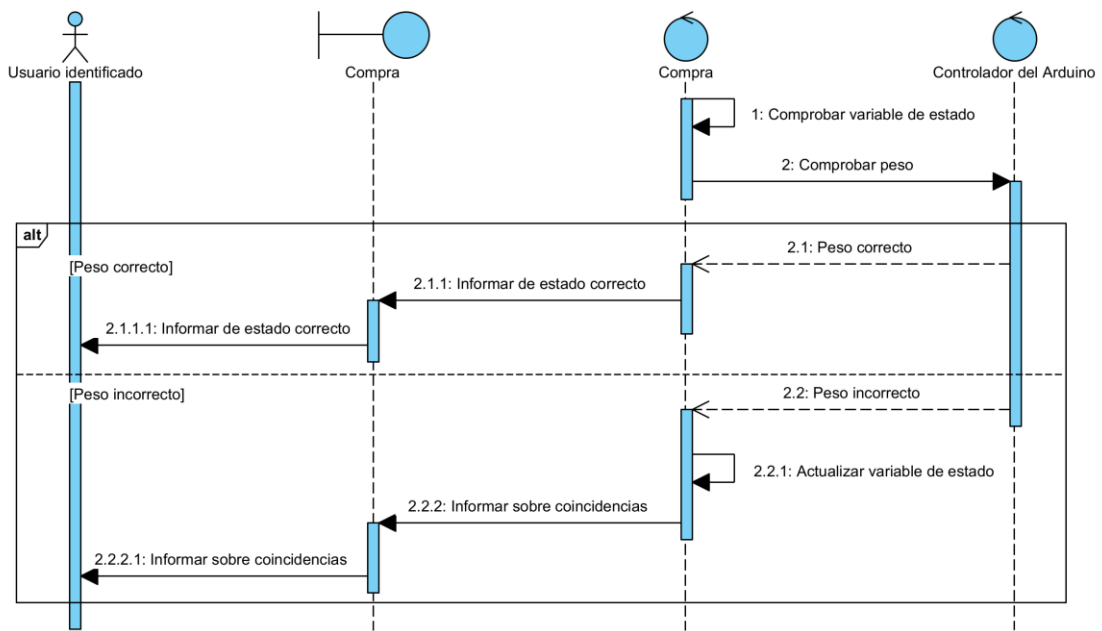 Usuario identificado
Compra
Compra
Controlador del Arduino
1: Comprobar variable de estado
2: Comprobar peso
alt
2.1: Peso correcto
[Peso correcto]
2.1.1: Informar de estado correcto
2.1.1.1: Informar de estado correcto
[Peso incorrecto]
2.2: Peso incorrecto
2.2.1: Actualizar variable de estado
2.2.2: Informar sobre coincidencias
2.2.2.1: Informar sobre coincidencias